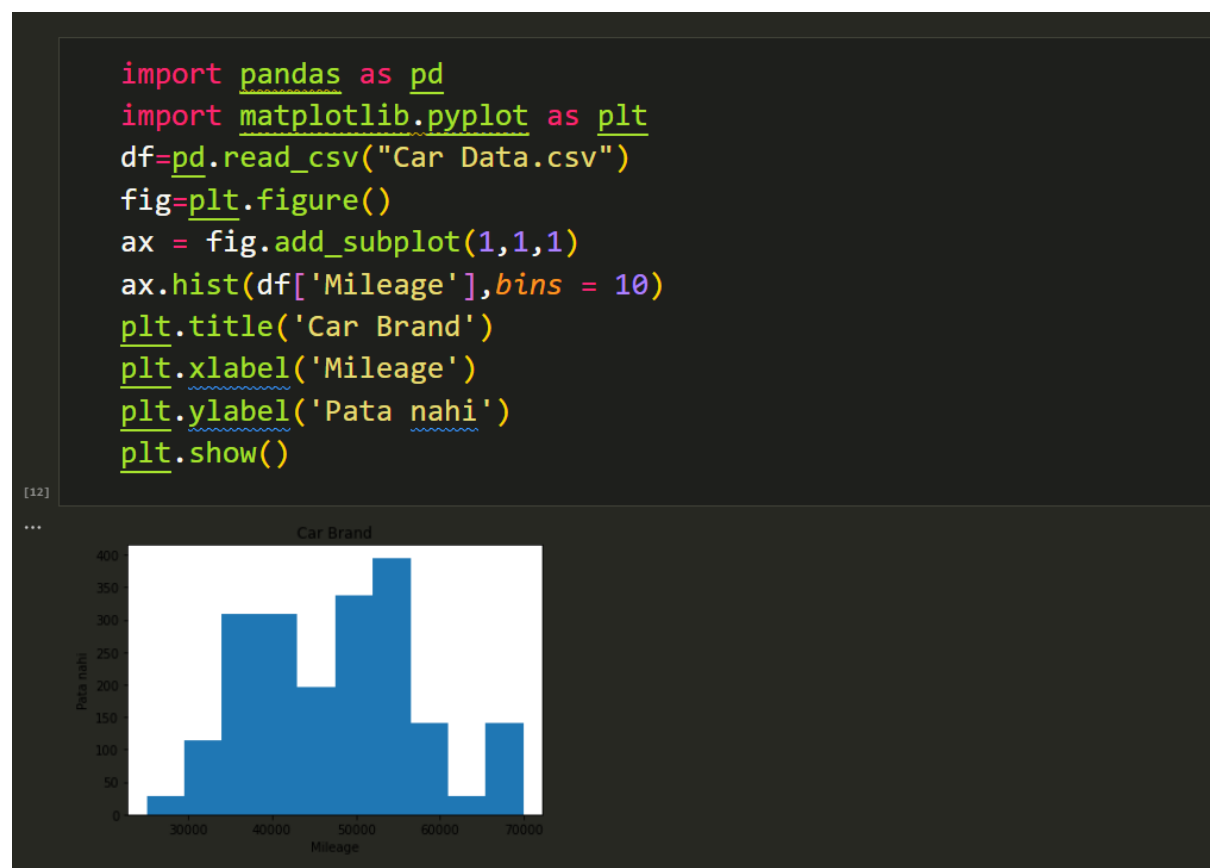 import pandas as pd
import matplotlib.pyplot as plt
df=pd.read_csv("Car Data.csv")
fig=plt.figure()
ax = fig.add_subplot(1,1,1)
ax.hist(df['Mileage'],bins = 10)
plt.title('Car Brand')
plt.xlabel('Mileage')
plt.ylabel('Pata nahi')
plt.show()
[12]
...
Car Brand
400
350
300
250
200
150
100
50
0
Pata nahi
30000 40000 50000 60000 70000
Mileage